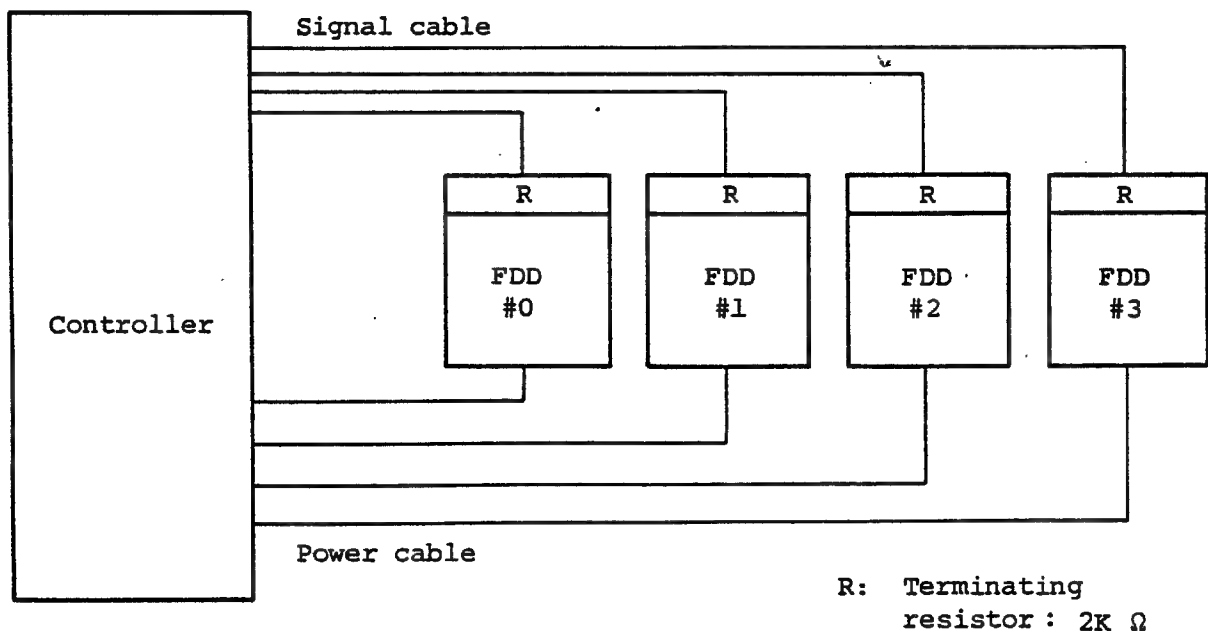 Signal cable
R
R
R
R
FDD
#0
FDD
#1
FDD
#2
FDD
#3
Controller
Power cable
R: Terminating
resistor: 2K Ω